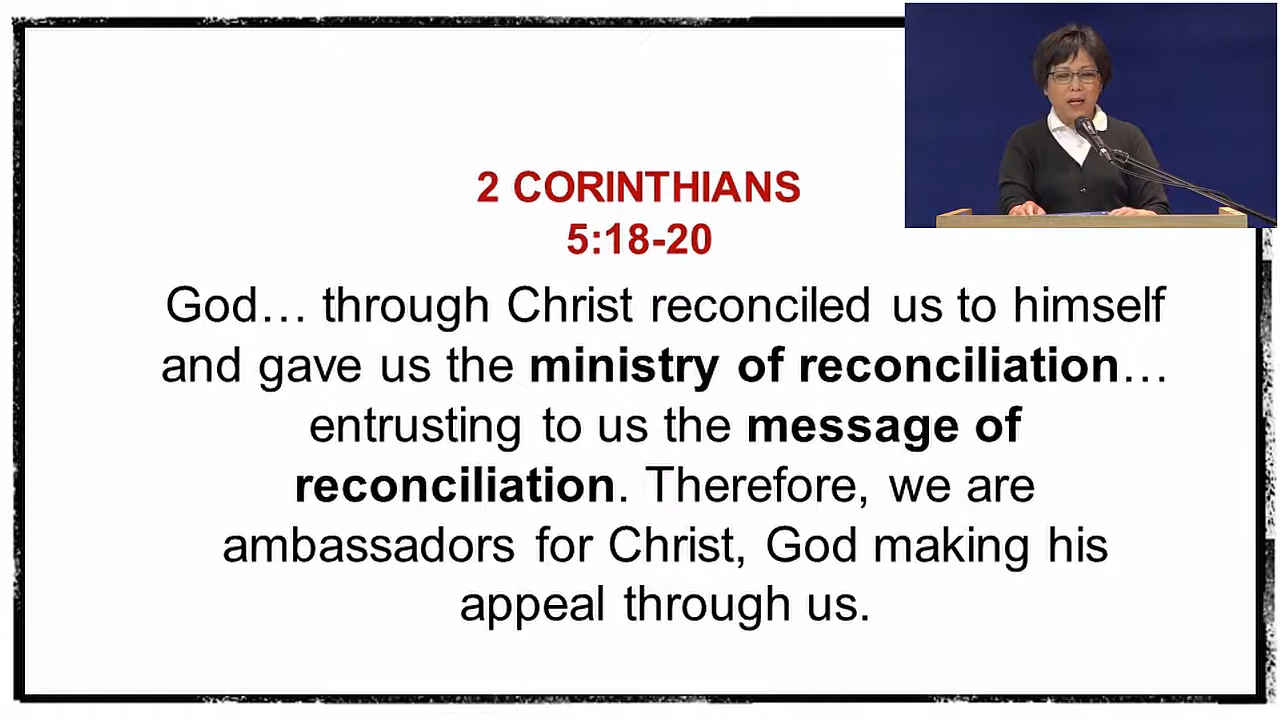 2 CORINTHIANS
5:18-20
God… through Christ reconciled us to himself
and gave us the ministry of reconciliation…
entrusting to us the message of
reconciliation. Therefore, we are
ambassadors for Christ, God making his
appeal through us.